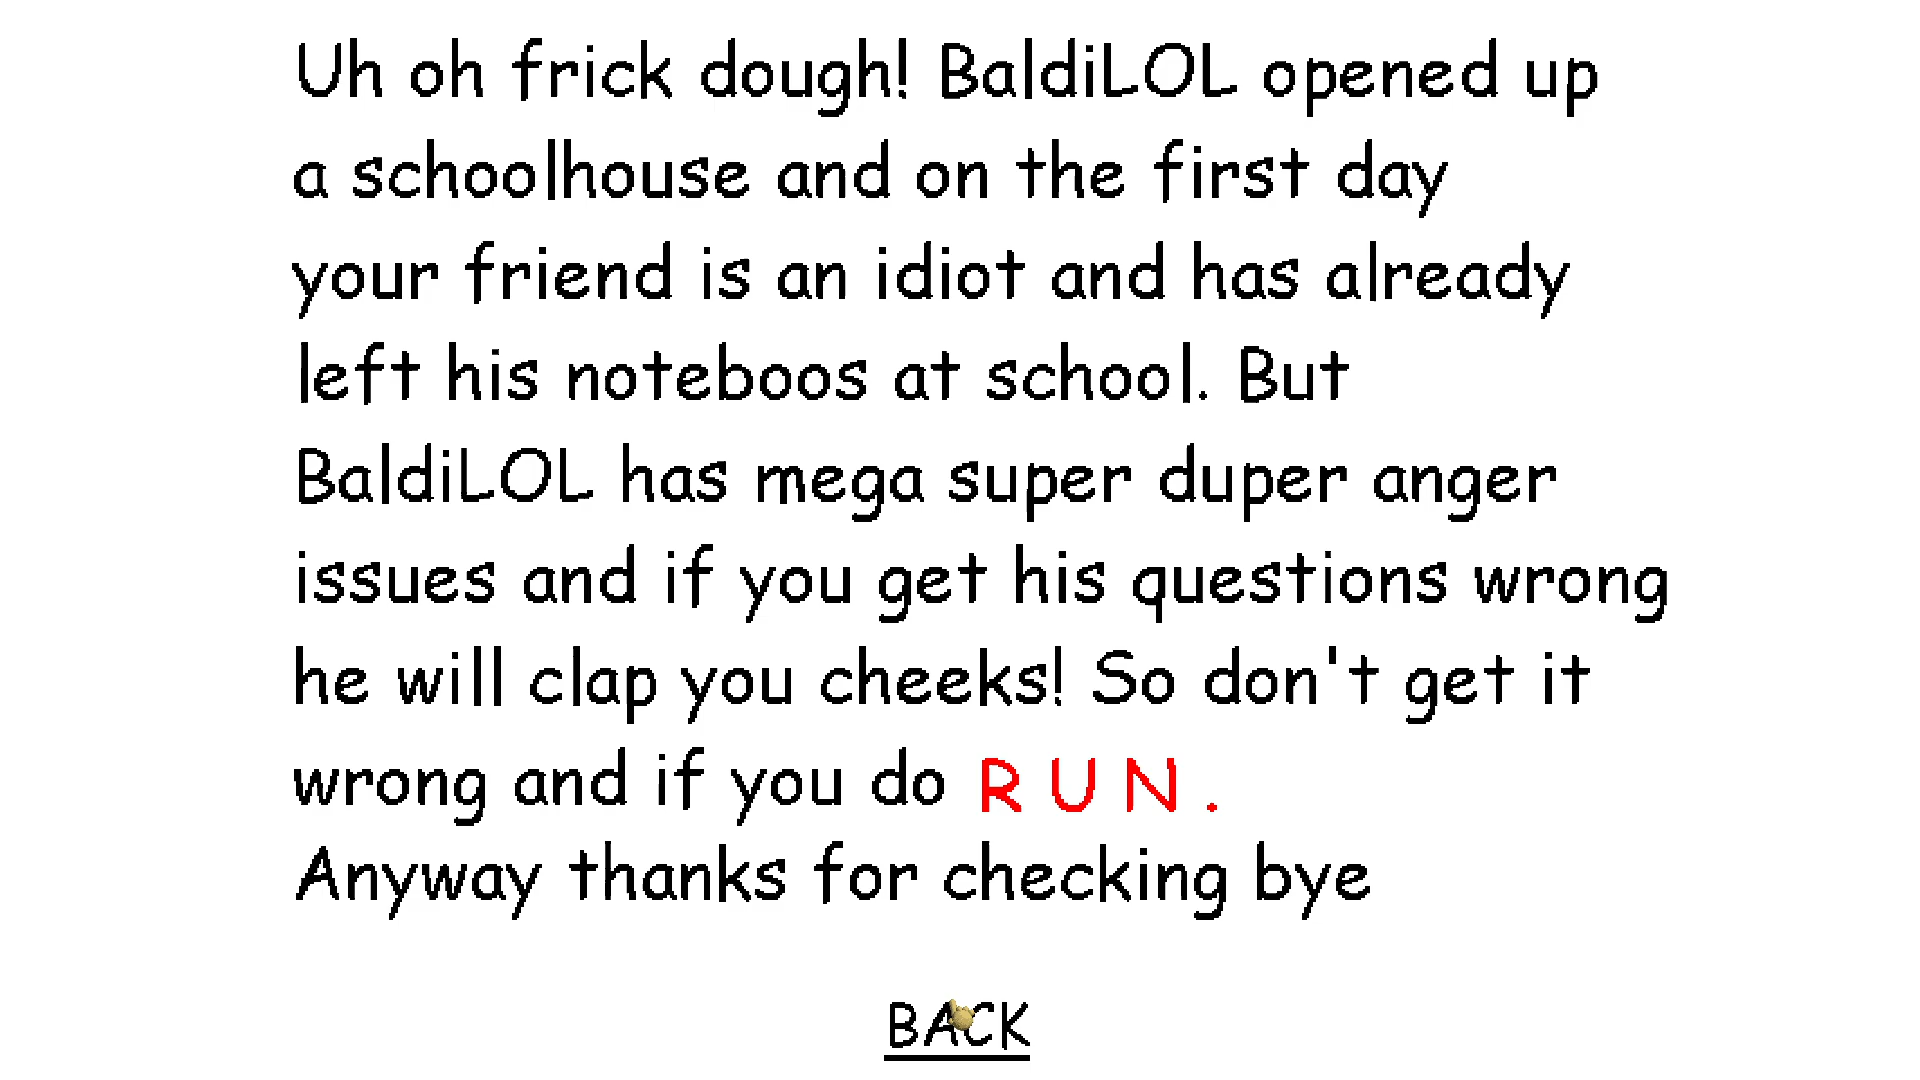 Uh oh frick dough! BaldiLOL opened up
a schoolhouse and on the first day
your friend is an idiot and has already
left his noteboos at school. But
BaldiLOL has mega super duper anger
issues and if you get his questions wrong
he will clap you cheeks! So don't get it
wrong and if you do R U N .
Anyway thanks for checking bye
BACK